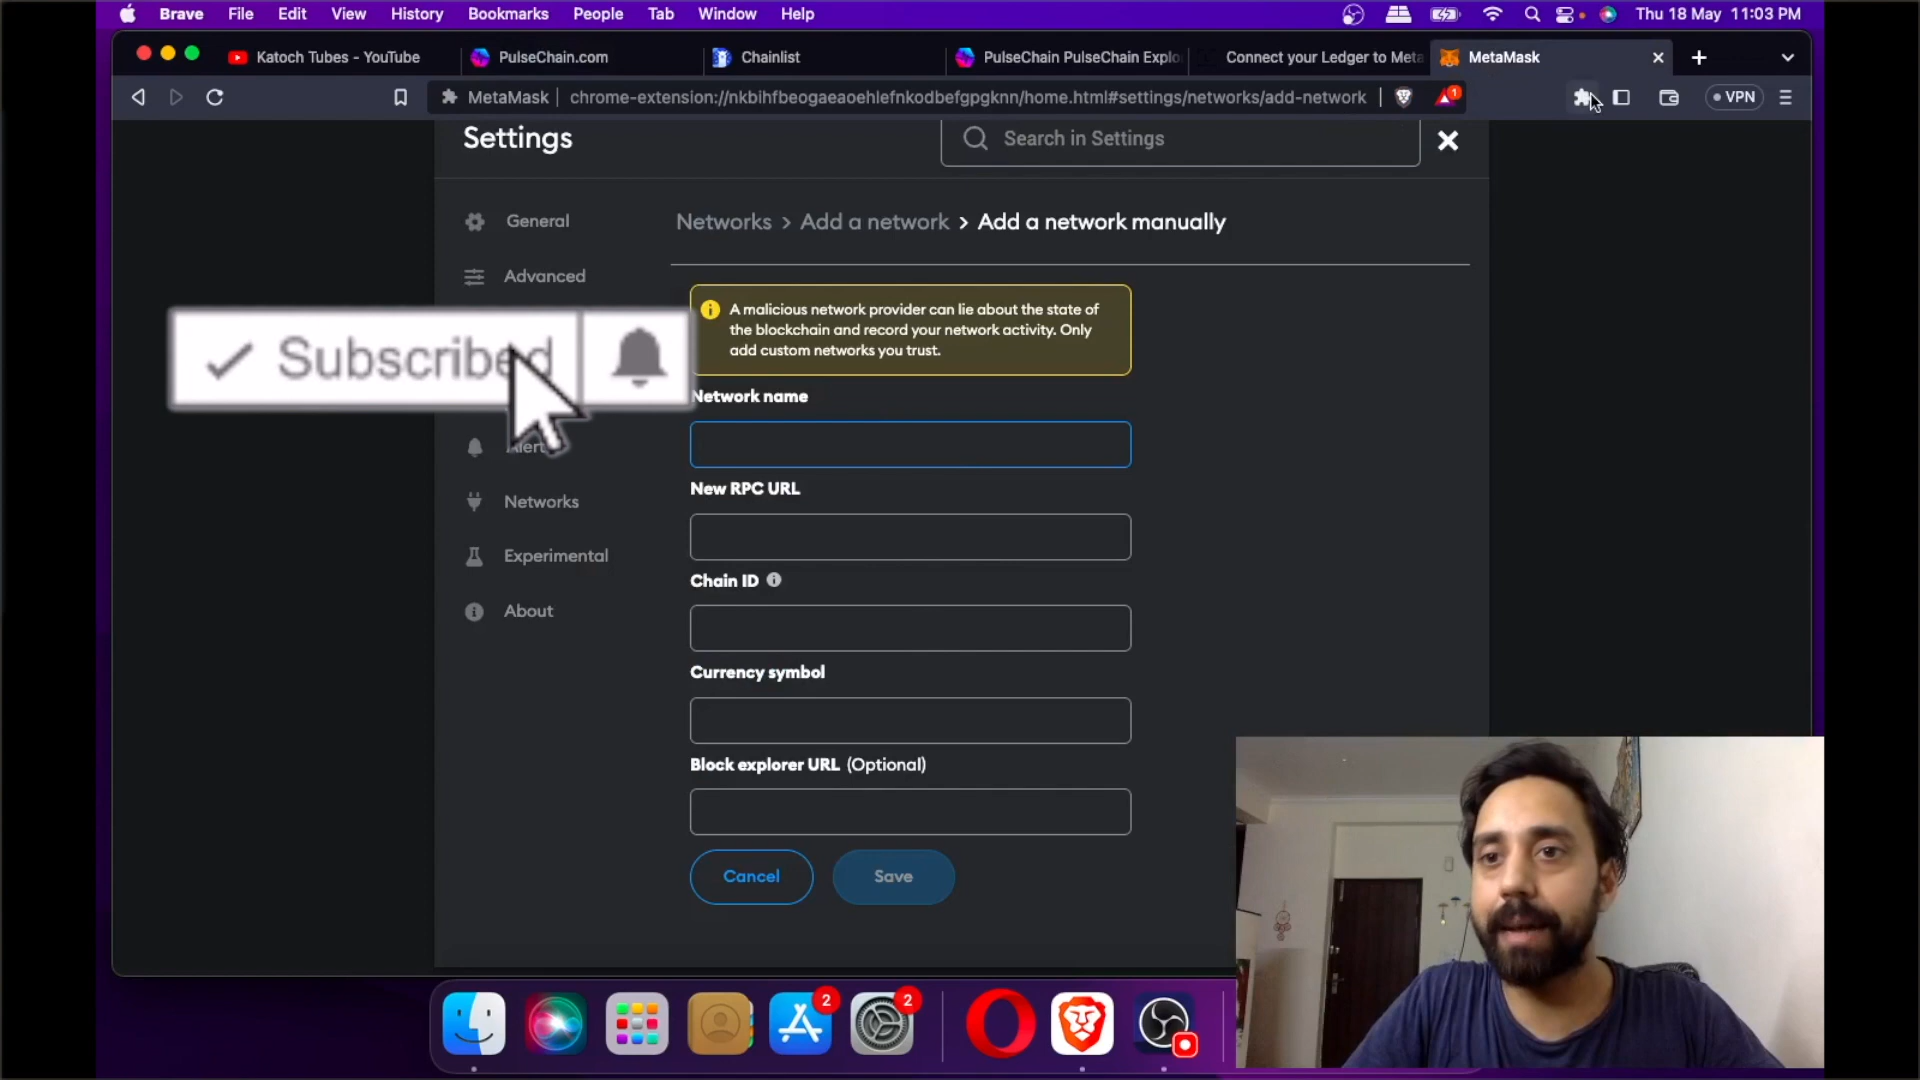 Brave File Edit View History Bookmarks People Tab Window Help Thu 18 May 11:03 PM
Katoch Tubes - YouTube PulseChain.com Chainlist PulseChain PulseChain Explo Connect your Ledger to Meta MetaMask
MetaMask chrome-extension://nkbihfbeogaeaoehlefnkodbefgpgknn/home.html#settings/networks/add-network 1 VPN
Settings
Search in Settings
General
Advanced
Alert
Networks
Experimental
About
Subscribed
Networks > Add a network > Add a network manually
A malicious network provider can lie about the state of
the blockchain and record your network activity. Only
add custom networks you trust.
Network name
New RPC URL
Chain ID
Currency symbol
Block explorer URL (Optional)
Cancel
Save
2
2